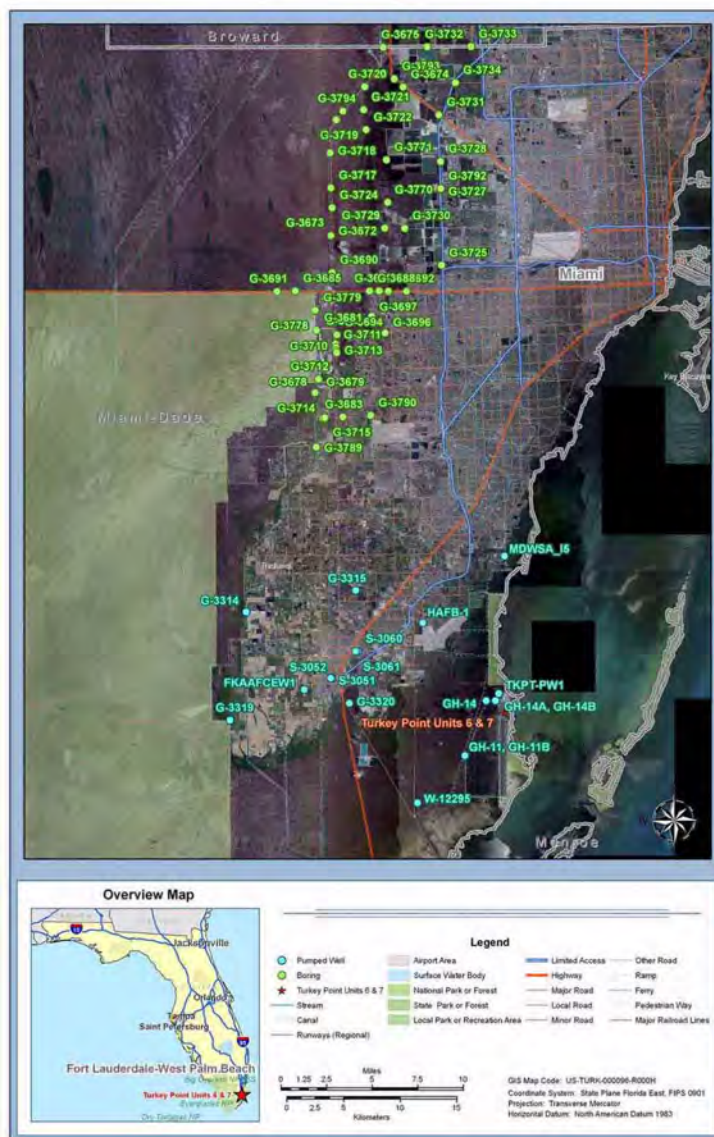 Broward
G-3675 G-3732 G-3733
G-3793
G-3720 G-3674 G-3734
G-3794 G-3721
G-3722 G-3731
G-3719
G-3718 G-3771 G-3728
G-3717 G-3792
G-3724 G-3770 G-3727
G-3729 G-3730
G-3673 G-3672
G-3690 G-3725
Miami
G-3691 G-3665
G-3779
G-3697
G-3681
G-3778 G-3696
G-3711
G-3710 G-3713
G-3712
G-3678 G-3679
Miami-Dade
G-3714 G-3683 G-3790
G-3715
G-3789
MDWSA_I5
G-3315
G-3314
HAFB-1
S-3060
S-3052 S-3061
FKAAFCEW1 S-3051
TKPT-PW1
GH-14 GH-14A, GH-14B
G-3319 G-3320
Turkey Point Units 6 & 7
GH-11, GH-11B
W-12295
Monroe
Overview Map
Jacksonville
Orlando
Tampa
Saint Petersburg
Fort Lauderdale-West Palm Beach
Turkey Point Units 6 & 7
Everglades NP
Dry Tortugas NP
Legend
Pumped Well
Boring
Turkey Point Units 6 & 7
Stream
Canal
Runways (Regional)
Airport Area
Surface Water Body
National Park or Forest
State Park or Forest
Local Park or Recreation Area
Limited Access
Highway
Major Road
Local Road
Minor Road
Other Road
Ramp
Ferry
Pedestrian Way
Major Railroad Lines
Miles
0 1.25 2.5 5 7.5 10
0 2.5 5 10 15
Kilometers
GIS Map Code: US-TURK-000096-R000H
Coordinate System: State Plane Florida East, FIPS 0901
Projection: Transverse Mercator
Horizontal Datum: North American Datum 1983